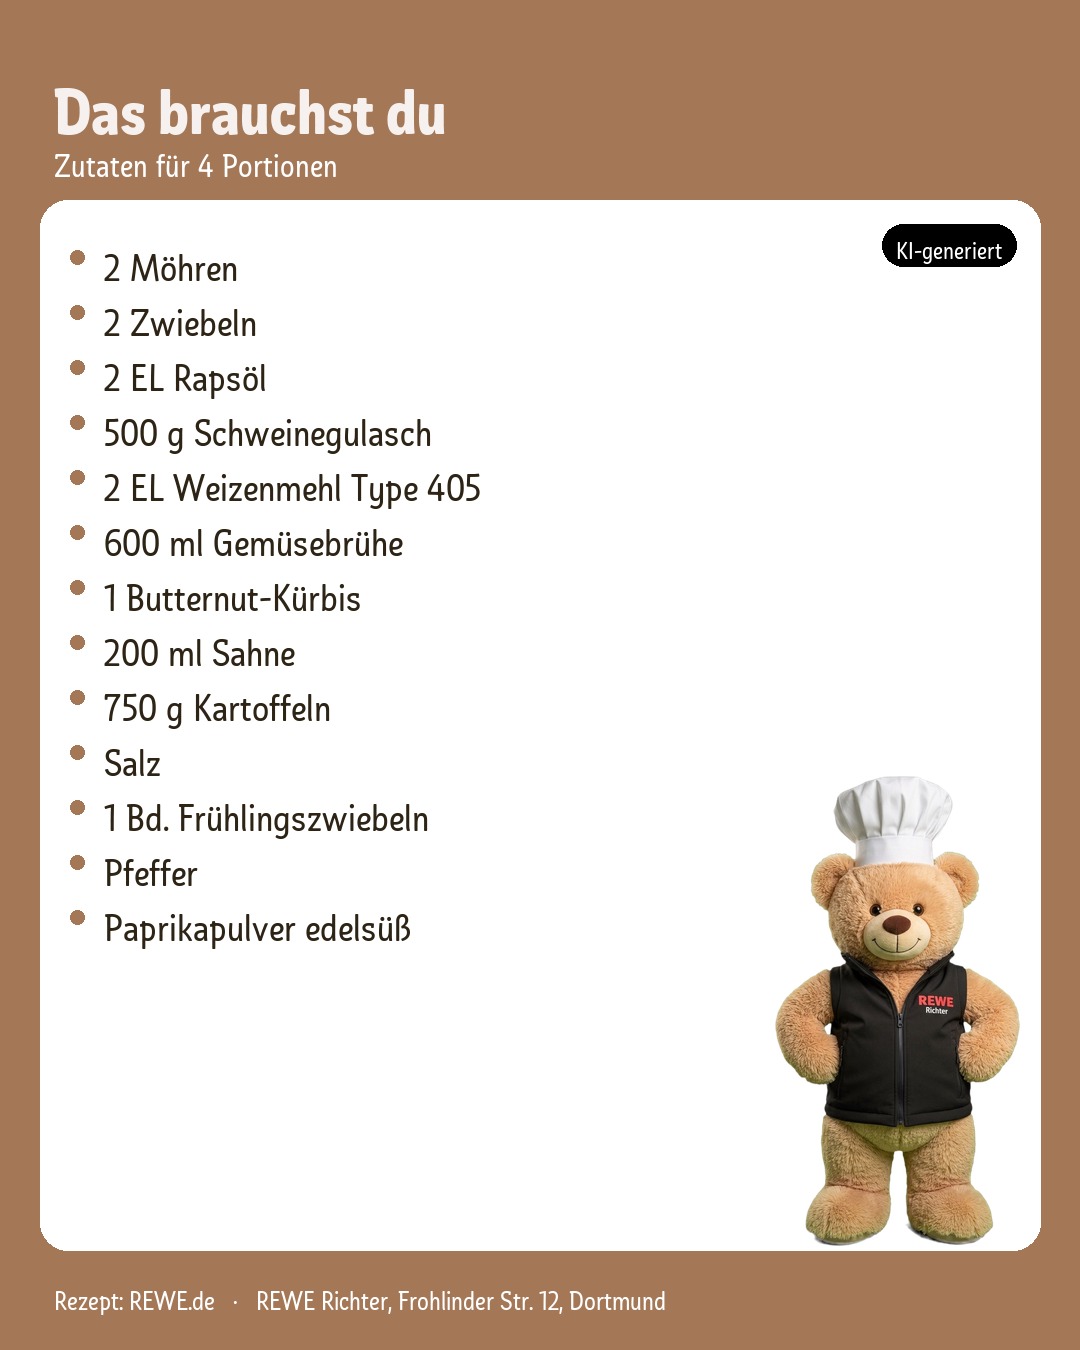 Das brauchst du
Zutaten für 4 Portionen
KI-generiert
2 Möhren
2 Zwiebeln
2 EL Rapsöl
500 g Schweinegulasch
2 EL Weizenmehl Type 405
600 ml Gemüsebrühe
1 Butternut-Kürbis
200 ml Sahne
750 g Kartoffeln
Salz
1 Bd. Frühlingszwiebeln
Pfeffer
Paprikapulver edelsüß
REWE
Richter
Rezept: REWE.de · REWE Richter, Frohlinder Str. 12, Dortmund